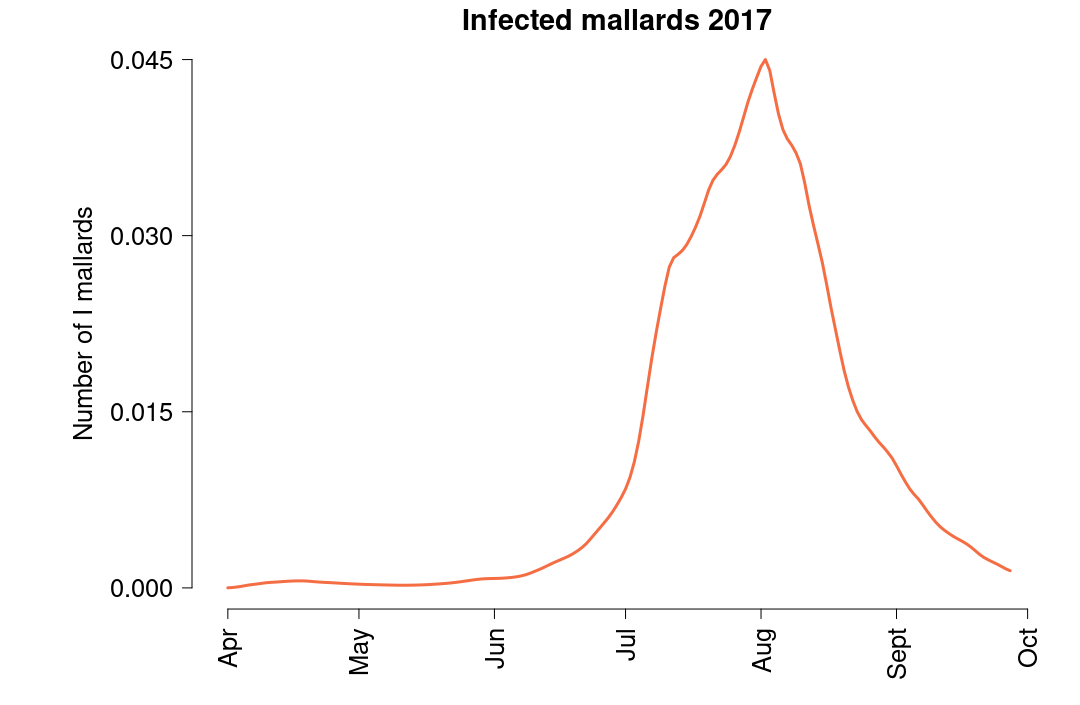 Infected mallards 2017
Number of I mallards
0.045
0.030
0.015
0.000
Apr
May
Jun
Jul
Aug
Sept
Oct